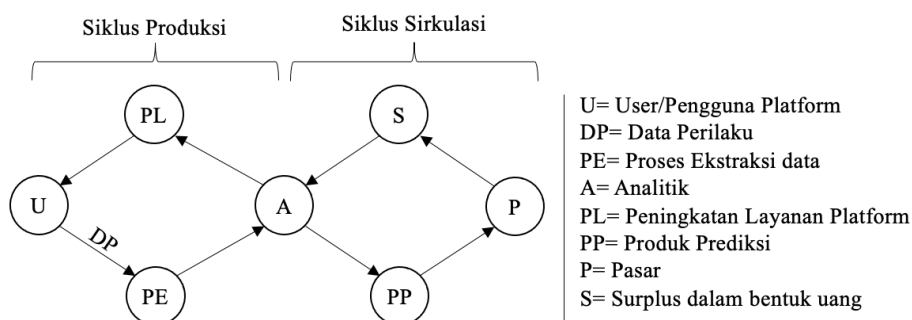 Siklus Produksi
Siklus Sirkulasi
PL
S
U
A
P
DP
PE
PP
U= User/Pengguna Platform
DP= Data Perilaku
PE= Proses Ekstraksi data
A= Analitik
PL= Peningkatan Layanan Platform
PP= Produk Prediksi
P= Pasar
S= Surplus dalam bentuk uang